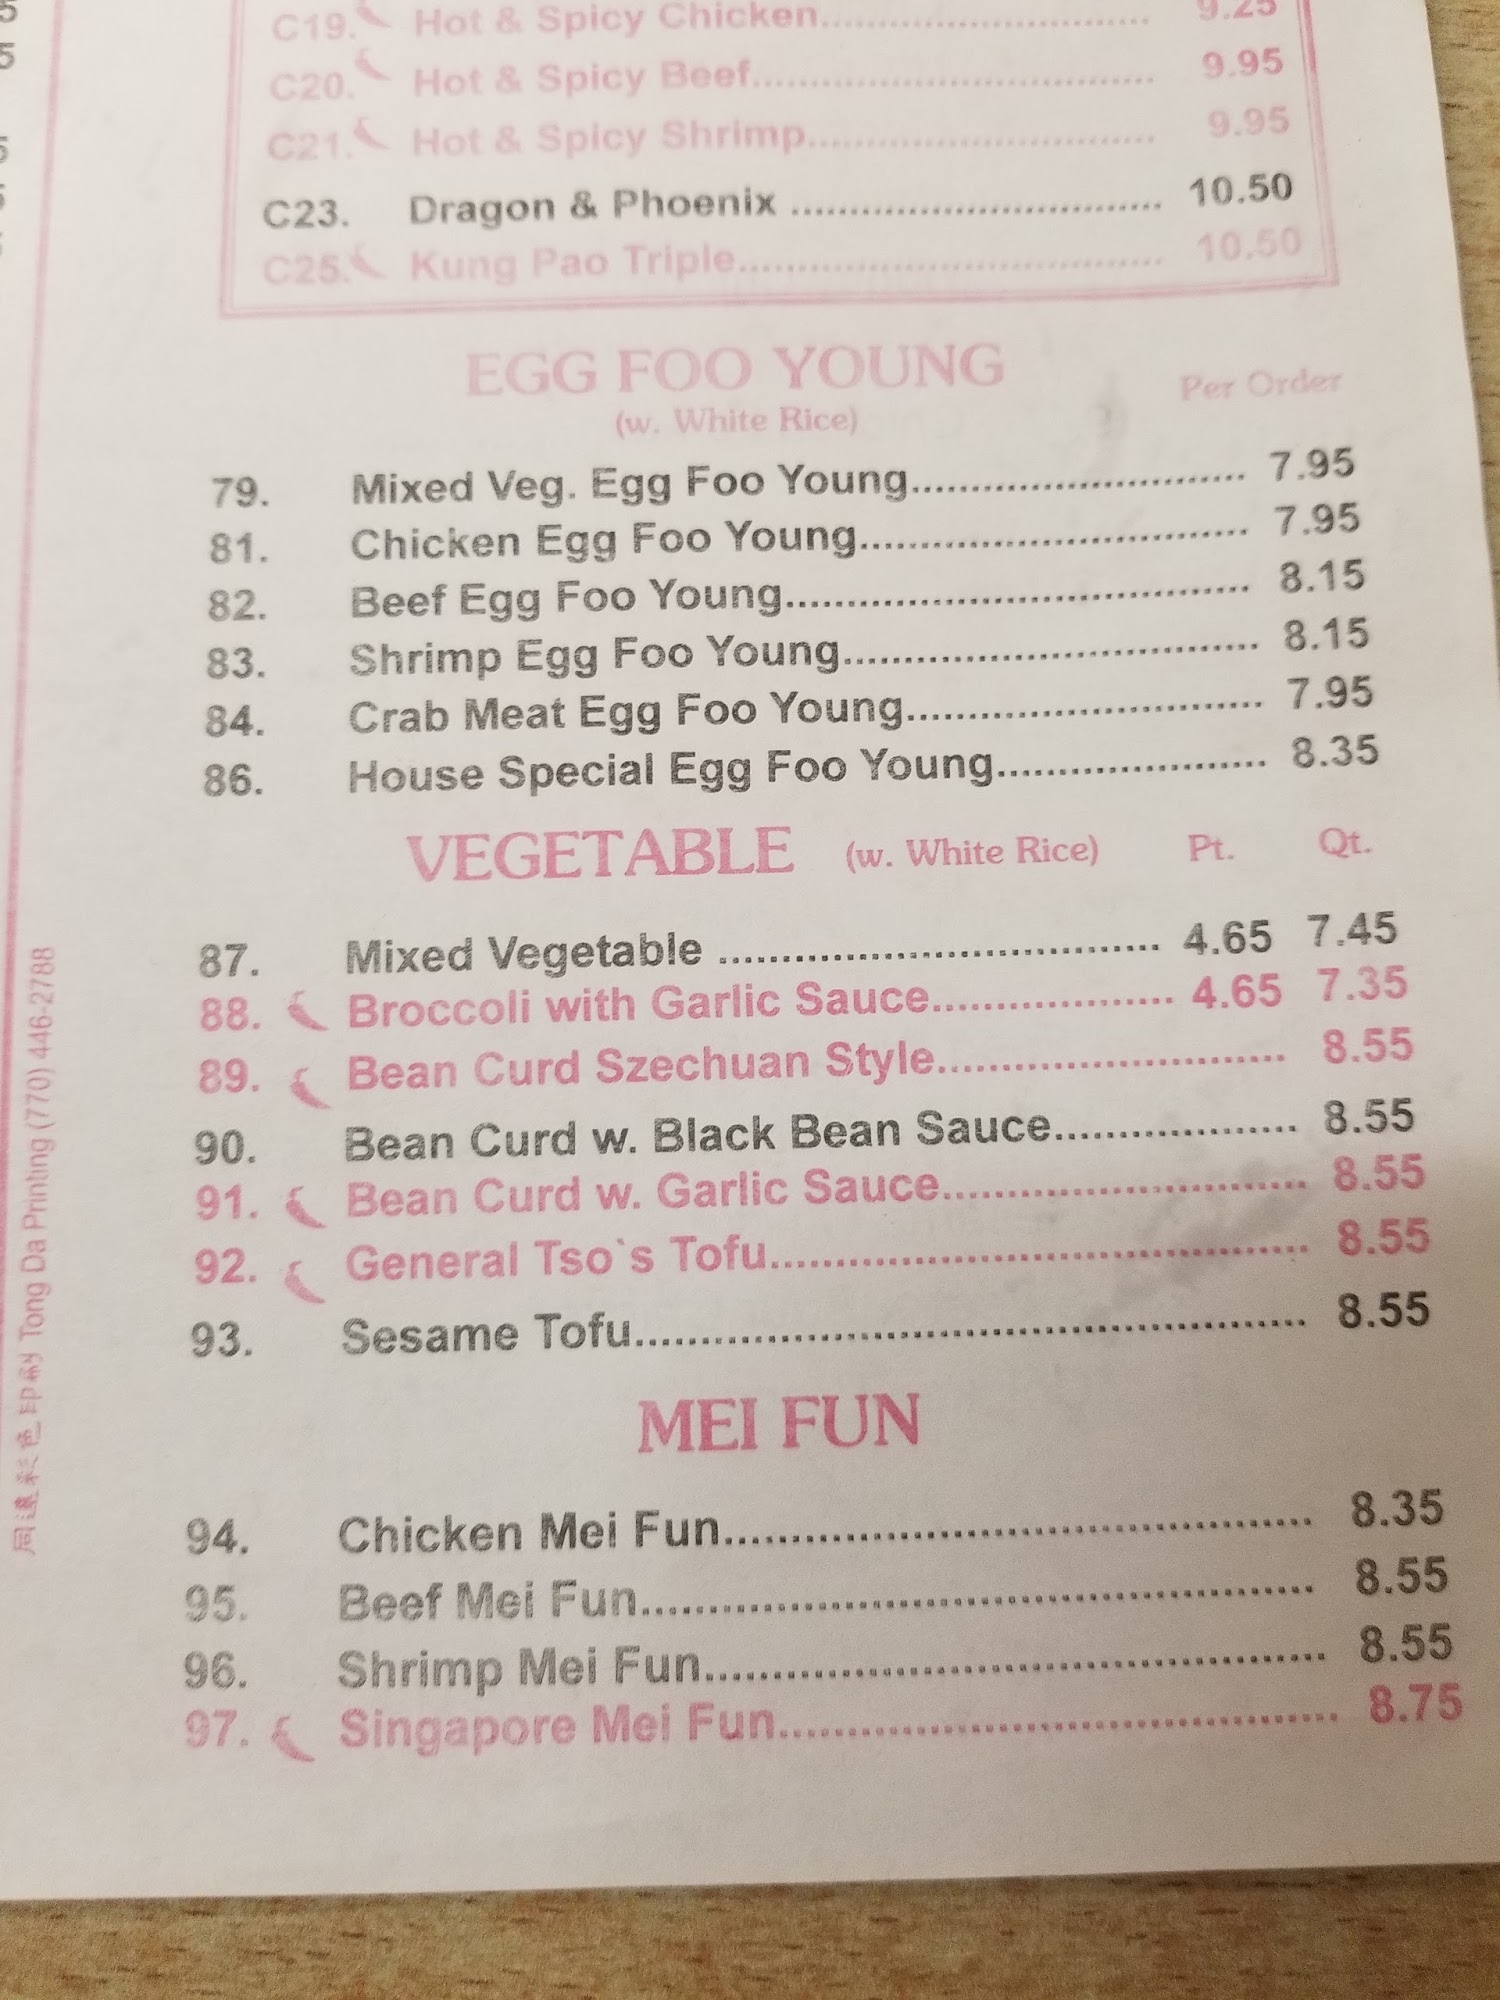 C19. Hot & Spicy Chicken.............................. 9.25
C20. Hot & Spicy Beef.................................... 9.95
C21. Hot & Spicy Shrimp............................... 9.95
C23. Dragon & Phoenix ................................. 10.50
C25. Kung Pao Triple..................................... 10.50
EGG FOO YOUNG
(w. White Rice)
Per Order
79. Mixed Veg. Egg Foo Young............................ 7.95
81. Chicken Egg Foo Young................................ 7.95
82. Beef Egg Foo Young....................................... 8.15
83. Shrimp Egg Foo Young.................................. 8.15
84. Crab Meat Egg Foo Young............................. 7.95
86. House Special Egg Foo Young...................... 8.35
VEGETABLE (w. White Rice) Pt. Qt.
87. Mixed Vegetable .................................. 4.65 7.45
88. Broccoli with Garlic Sauce................... 4.65 7.35
89. Bean Curd Szechuan Style........................... 8.55
90. Bean Curd w. Black Bean Sauce................... 8.55
91. Bean Curd w. Garlic Sauce............................ 8.55
92. General Tso`s Tofu......................................... 8.55
93. Sesame Tofu................................................... 8.55
MEI FUN
94. Chicken Mei Fun............................................. 8.35
95. Beef Mei Fun................................................... 8.55
96. Shrimp Mei Fun............................................... 8.55
97. Singapore Mei Fun.......................................... 8.75
彩色印刷 Tong Da Printing (770) 446-2788